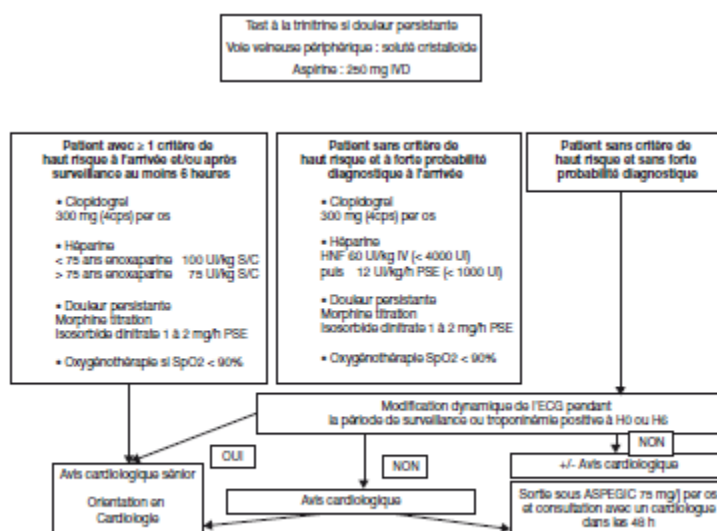 Test à la trinitrine si douleur persistante
Voie veineuse périphérique : soluté cristalloïde
Aspirine : 250 mg IVD
Patient avec ≥ 1 critère de
haut risque à l'arrivée et/ou après
surveillance au moins 6 heures
• Clopidogrel
300 mg (4cps) per os
• Héparine
< 75 ans enoxaparine 100 UI/kg S/C
> 75 ans enoxaparine 75 UI/kg S/C
• Douleur persistante
Morphine titration
Isosorbide dinitrate 1 à 2 mg/h PSE
• Oxygénothérapie si SpO2 < 90%
Patient sans critère de
haut risque et à forte probabilité
diagnostique à l'arrivée
• Clopidogrel
300 mg (4cps) per os
• Héparine
HNF 60 UI/kg IV (< 4000 UI)
puis 12 UI/kg/h PSE (< 1000 UI)
• Douleur persistante
Morphine titration
Isosorbide dinitrate 1 à 2 mg/h PSE
• Oxygénothérapie SpO2 < 90%
Patient sans critère de
haut risque et sans forte
probabilité diagnostique
Modification dynamique de l'ECG pendant
la période de surveillance ou troponinémie positive à H0 ou H6
OUI
NON
NON
Avis cardiologique sénior
Orientation en
Cardiologie
Avis cardiologique
+/- Avis cardiologique
Sortie sous ASPEGIC 75 mg/j per os
et consultation avec un cardiologue
dans les 48 h